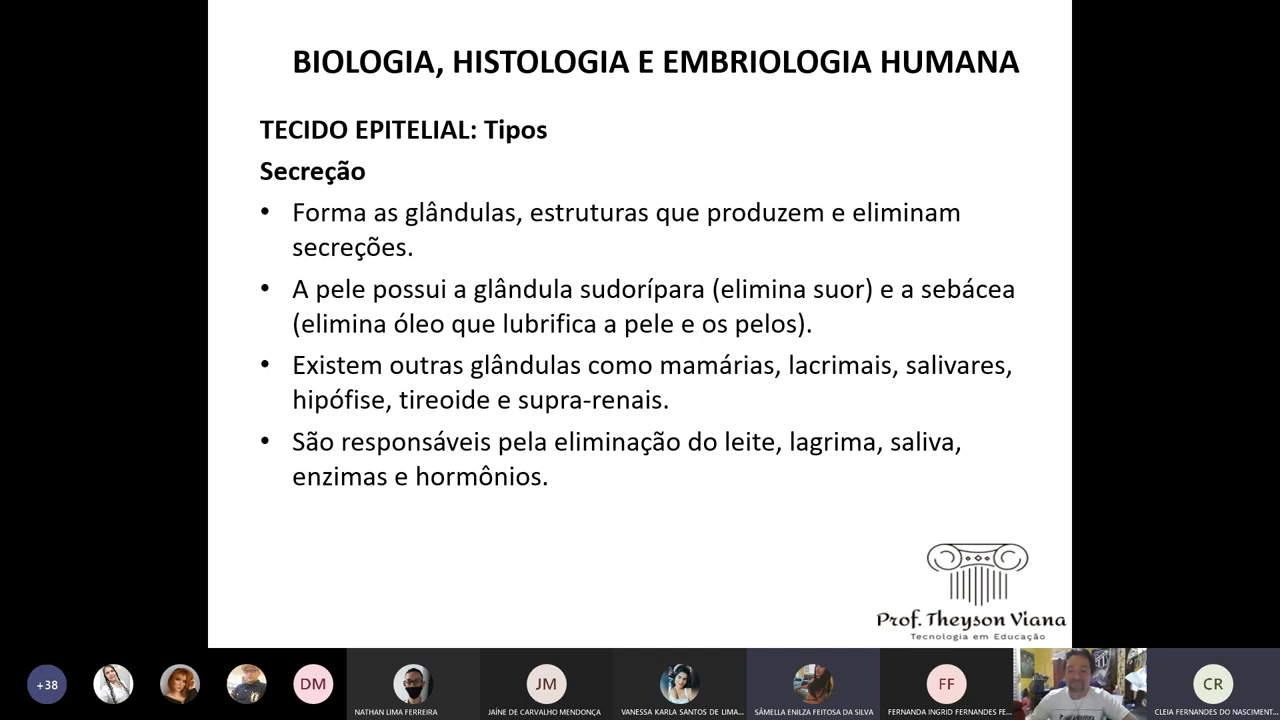 BIOLOGIA, HISTOLOGIA E EMBRIOLOGIA HUMANA
TECIDO EPITELIAL: Tipos
Secreção
• Forma as glândulas, estruturas que produzem e eliminam
secreções.
• A pele possui a glândula sudorípara (elimina suor) e a sebácea
(elimina óleo que lubrifica a pele e os pelos).
• Existem outras glândulas como mamárias, lacrimais, salivares,
hipófise, tireoide e supra-renais.
• São responsáveis pela eliminação do leite, lagrima, saliva,
enzimas e hormônios.
Prof. Theyson Viana
Tecnologia em Educação
+38
DM
JM
FF
CR
NATHAN LIMA FERREIRA
JAÍNE DE CARVALHO MENDONÇA
VANESSA KARLA SANTOS DE LIMA...
SÂMELLA ENILZA FEITOSA DA SILVA
FERNANDA INGRID FERNANDES FE...
CLEIA FERNANDES DO NASCIMENT...